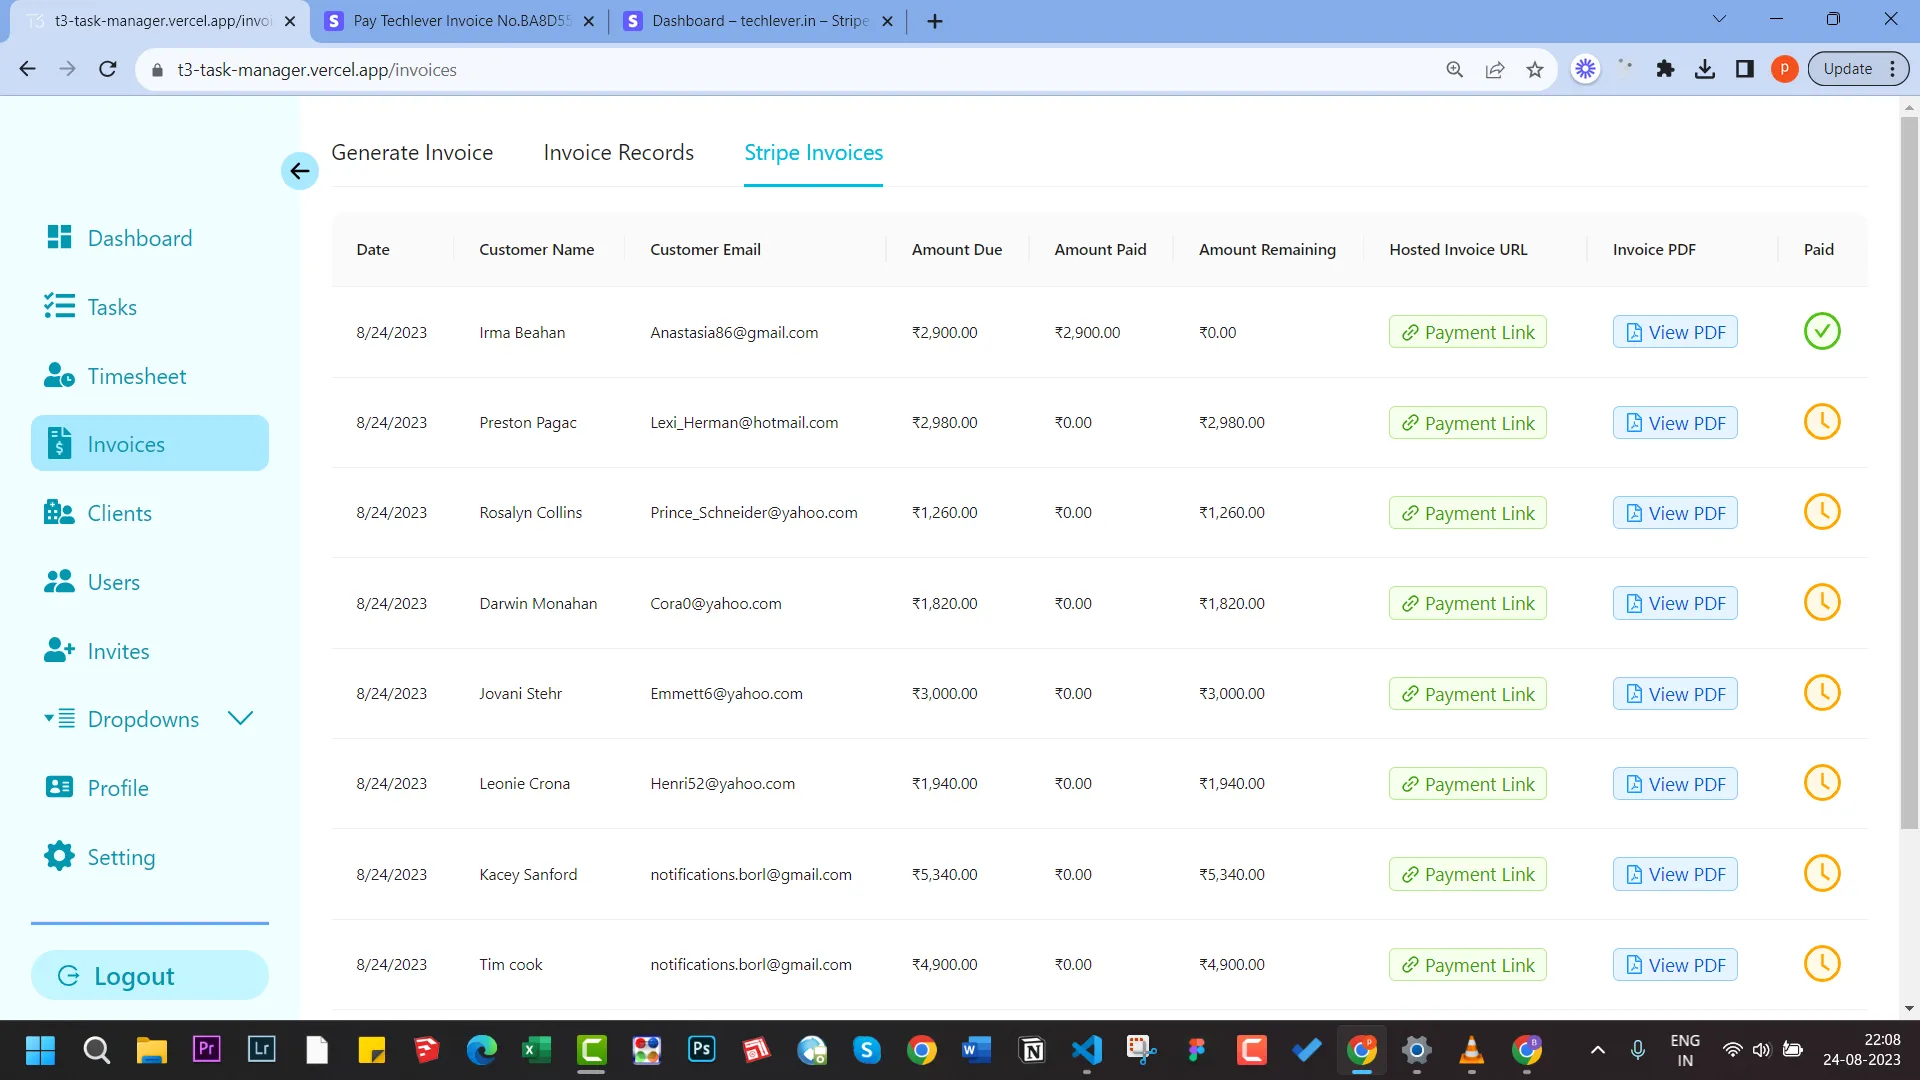 t3-task-manager.vercel.app/invoi
Pay Techlever Invoice No.BA8D55
Dashboard – techlever.in – Stripe
t3-task-manager.vercel.app/invoices
P
Update
Generate Invoice
Invoice Records
Stripe Invoices
Dashboard
Tasks
Timesheet
Invoices
Clients
Users
Invites
Dropdowns
Profile
Setting
Logout
Date Customer Name Customer Email Amount Due Amount Paid Amount Remaining Hosted Invoice URL Invoice PDF Paid
8/24/2023 Irma Beahan Anastasia86@gmail.com ₹2,900.00 ₹2,900.00 ₹0.00 Payment Link View PDF
8/24/2023 Preston Pagac Lexi_Herman@hotmail.com ₹2,980.00 ₹0.00 ₹2,980.00 Payment Link View PDF
8/24/2023 Rosalyn Collins Prince_Schneider@yahoo.com ₹1,260.00 ₹0.00 ₹1,260.00 Payment Link View PDF
8/24/2023 Darwin Monahan Cora0@yahoo.com ₹1,820.00 ₹0.00 ₹1,820.00 Payment Link View PDF
8/24/2023 Jovani Stehr Emmett6@yahoo.com ₹3,000.00 ₹0.00 ₹3,000.00 Payment Link View PDF
8/24/2023 Leonie Crona Henri52@yahoo.com ₹1,940.00 ₹0.00 ₹1,940.00 Payment Link View PDF
8/24/2023 Kacey Sanford notifications.borl@gmail.com ₹5,340.00 ₹0.00 ₹5,340.00 Payment Link View PDF
8/24/2023 Tim cook notifications.borl@gmail.com ₹4,900.00 ₹0.00 ₹4,900.00 Payment Link View PDF
Pr
Lr
Ps
ENG
IN
22:08
24-08-2023